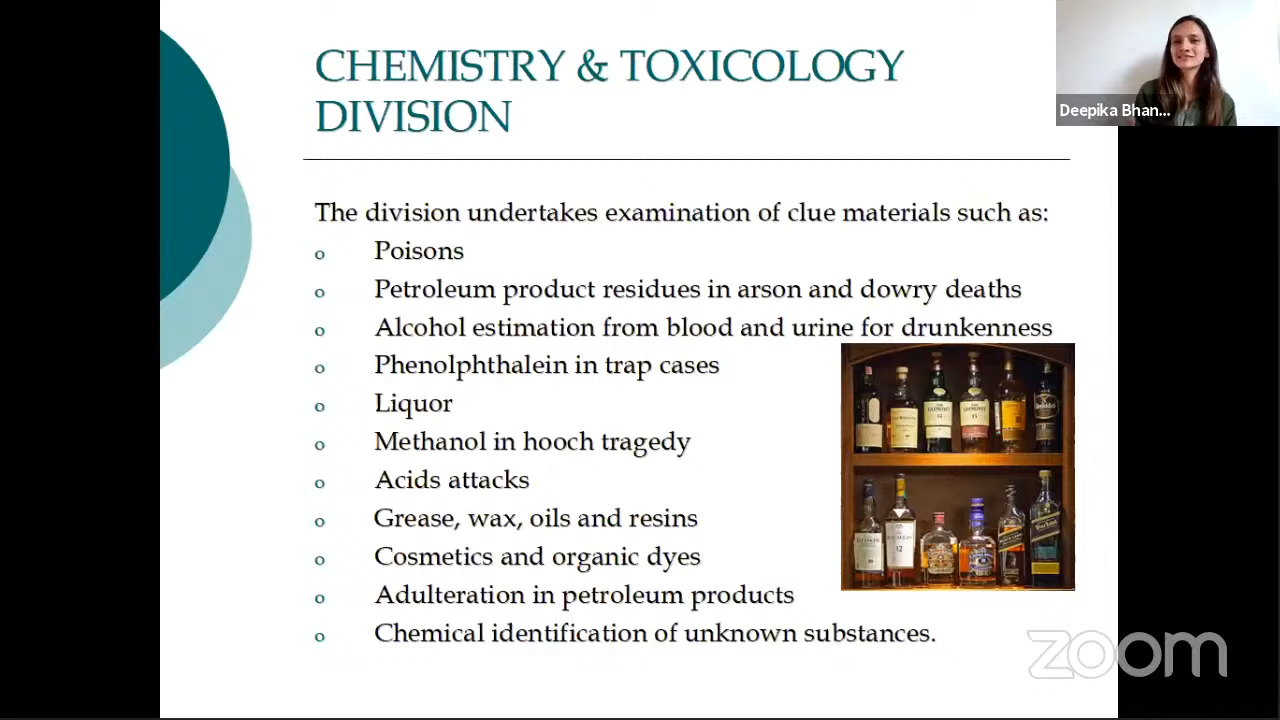 CHEMISTRY & TOXICOLOGY
DIVISION
Deepika Bhan...
The division undertakes examination of clue materials such as:
o Poisons
o Petroleum product residues in arson and dowry deaths
o Alcohol estimation from blood and urine for drunkenness
o Phenolphthalein in trap cases
o Liquor
o Methanol in hooch tragedy
o Acids attacks
o Grease, wax, oils and resins
o Cosmetics and organic dyes
o Adulteration in petroleum products
o Chemical identification of unknown substances.
12
zoom